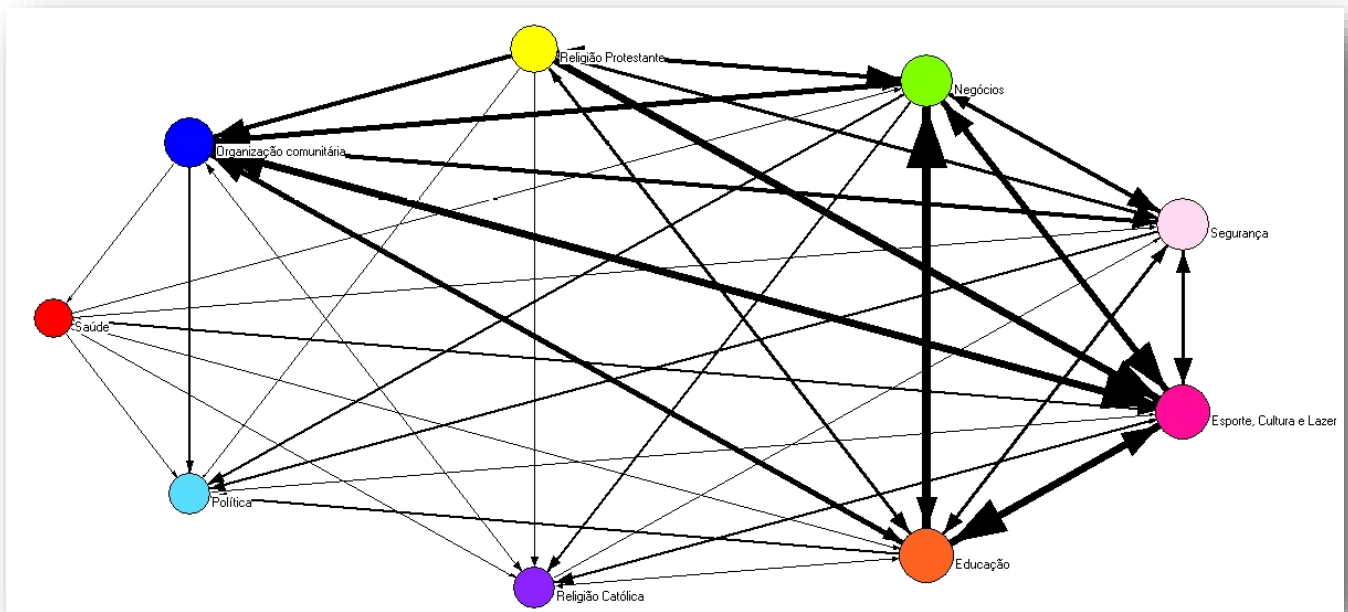 Religião Protestante
Negócios
Organização comunitária
Segurança
Saúde
Esporte, Cultura e Lazer
Política
Educação
Religião Católica